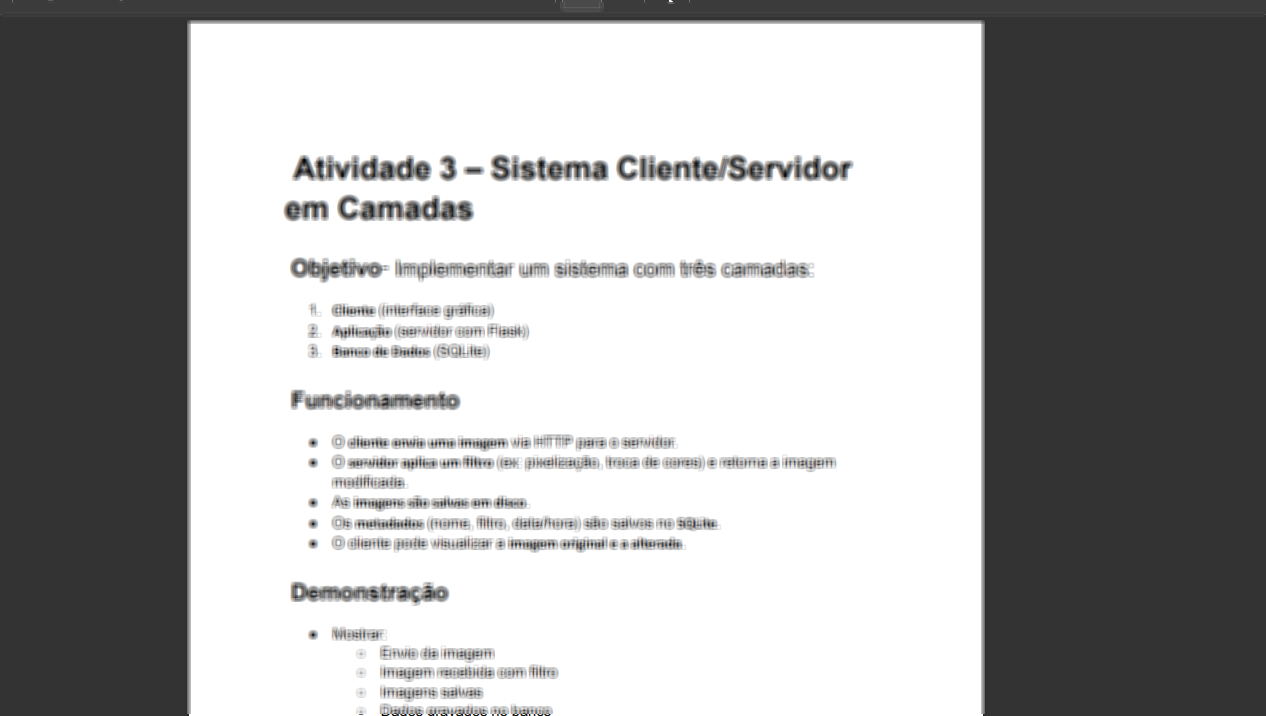 Atividade 3 – Sistema Cliente/Servidor
em Camadas
Objetivo- Implementar um sistema com três camadas:
1. Cliente (interface gráfica)
2. Aplicação (servidor com Flask)
3. Banco de Dados (SQLite)
Funcionamento
● O cliente envia uma imagem via HTTP para o servidor.
● O servidor aplica um filtro (ex: pixelização, troca de cores) e retorna a imagem
modificada.
● As imagens são salvas em disco.
● Os metadados (nome, filtro, data/hora) são salvos no SQLite.
● O cliente pode visualizar a imagem original e a alterada.
Demonstração
● Mostrar:
○ Envio da imagem
○ Imagem recebida com filtro
○ Imagens salvas
○ Dados gravados no banco